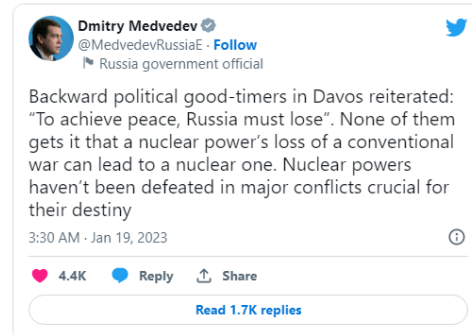 Dmitry Medvedev
@MedvedevRussiaE · Follow
Russia government official
Backward political good-timers in Davos reiterated:
“To achieve peace, Russia must lose”. None of them
gets it that a nuclear power’s loss of a conventional
war can lead to a nuclear one. Nuclear powers
haven’t been defeated in major conflicts crucial for
their destiny
3:30 AM · Jan 19, 2023
4.4K Reply Share
Read 1.7K replies